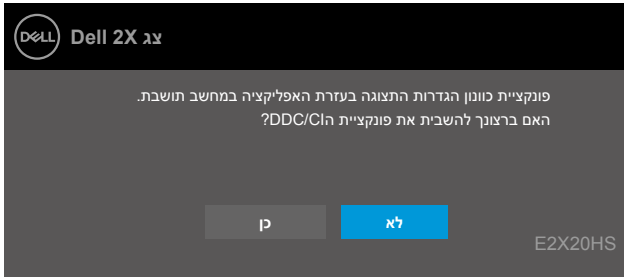 DELL
צג Dell 2X
פונקציית כוונון הגדרות התצוגה בעזרת האפליקציה במחשב תושבת.
האם ברצונך להשבית את פונקציית הDDC/CI?
לא
כן
E2X20HS